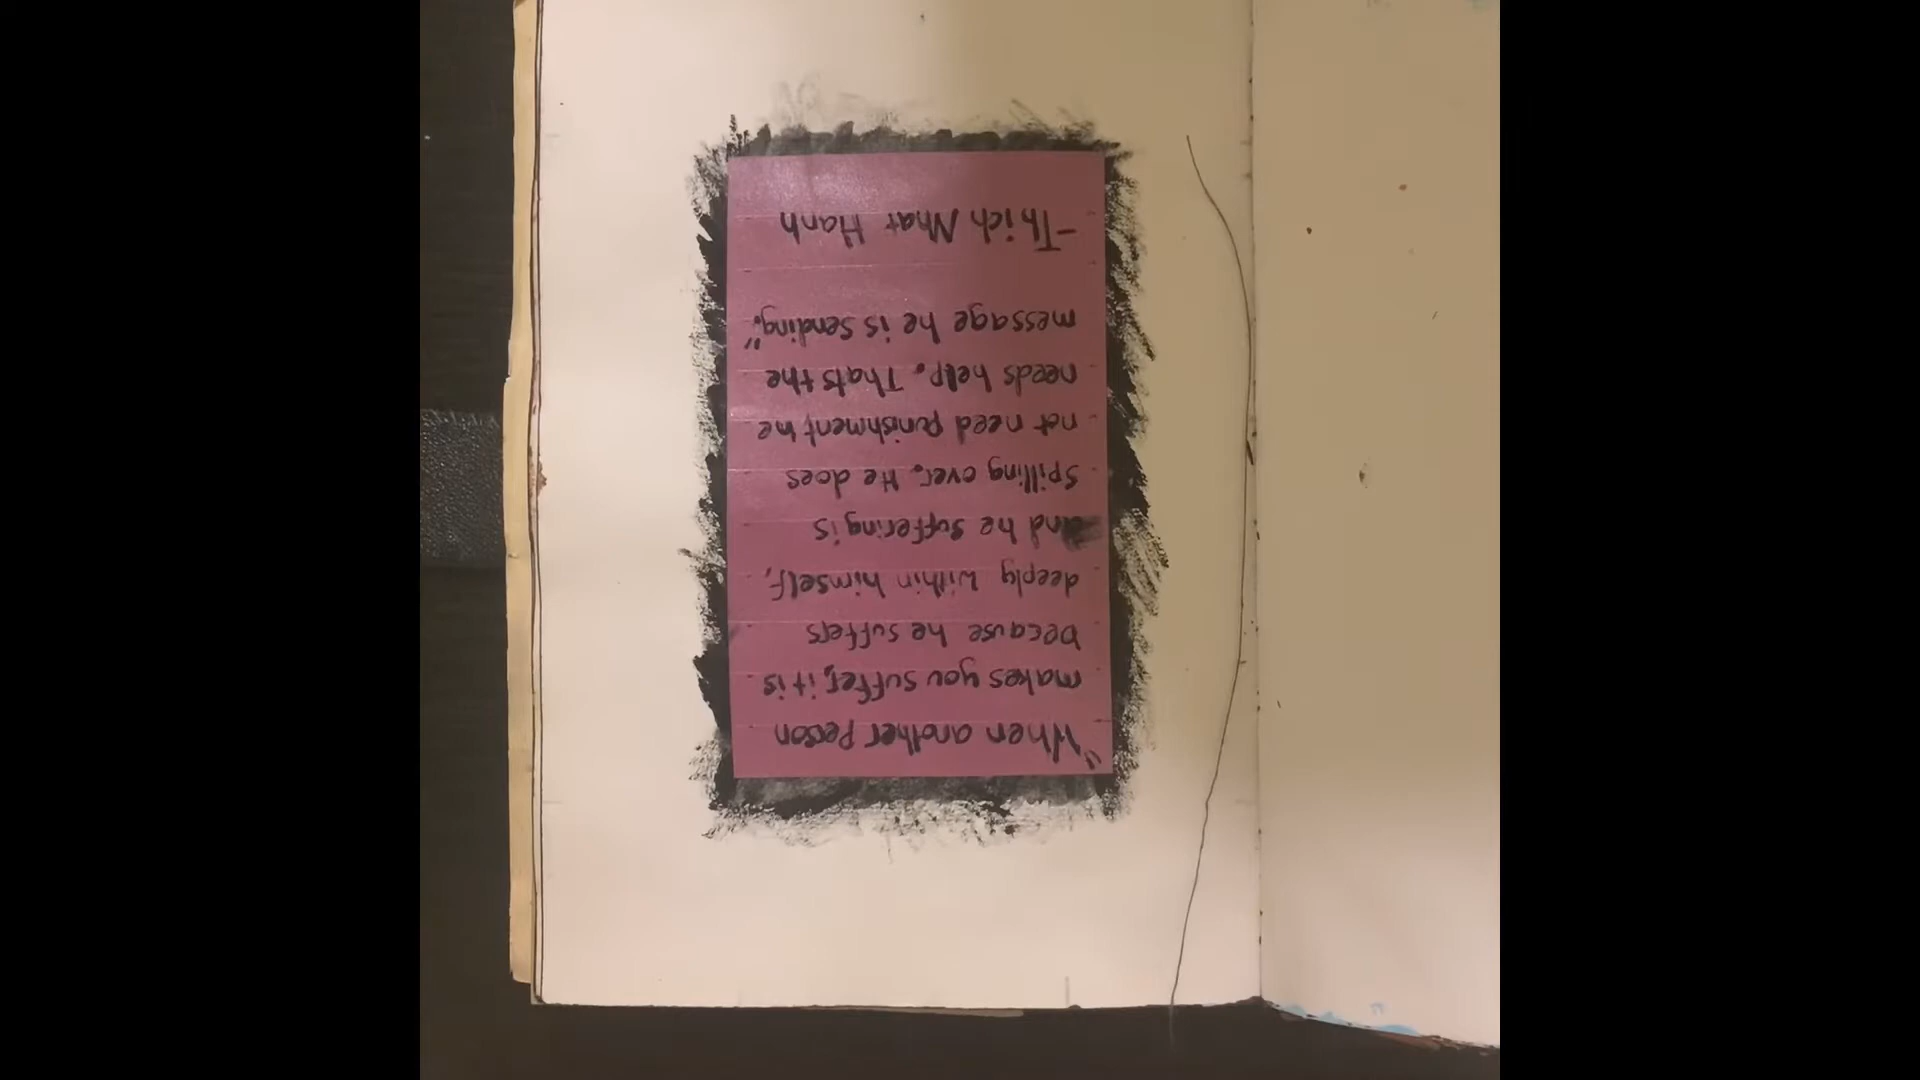 "When another person
makes you suffer, it is
because he suffers
deeply within himself,
and he suffering is
spilling over. He does
not need punishment he
needs help. Thats the
message he is sending."
-Thich Nhat Hanh